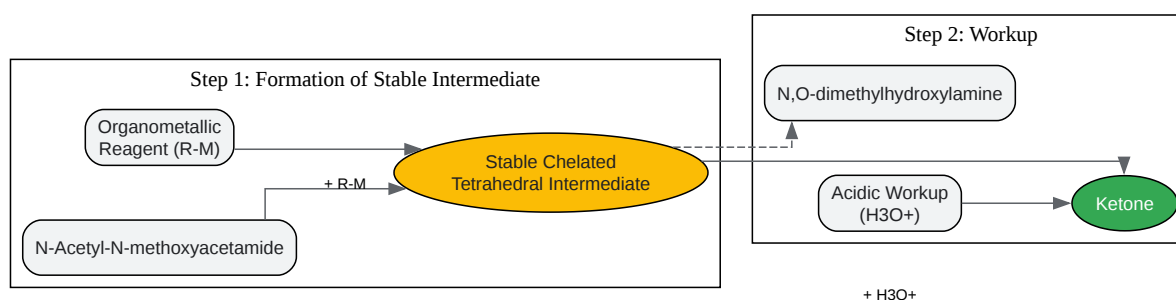 Step 1: Formation of Stable Intermediate
Organometallic
Reagent (R-M)
+ R-M
N-Acetyl-N-methoxyacetamide
Stable Chelated
Tetrahedral Intermediate
Step 2: Workup
N,O-dimethylhydroxylamine
Acidic Workup
(H3O+)
Ketone
+ H3O+